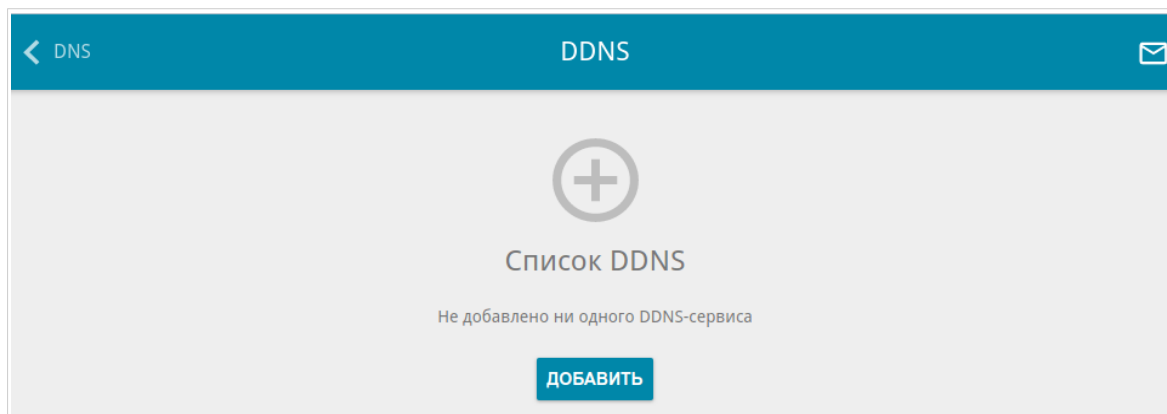 DNS
DDNS
Список DDNS
Не добавлено ни одного DDNS-сервиса
ДОБАВИТЬ